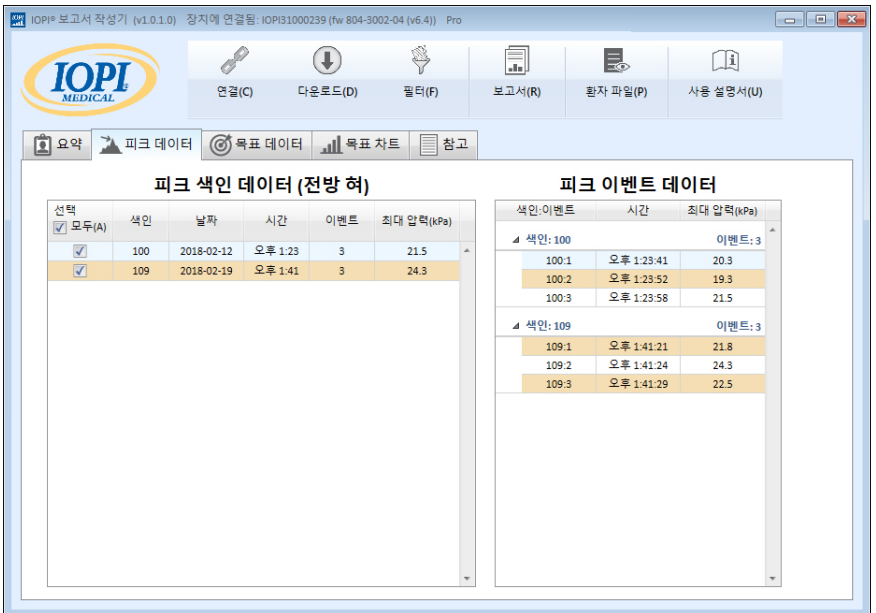 IOPI® 보고서 작성기 (v1.0.1.0) 장치에 연결됨: IOPI31000239 (fw 804-3002-04 (v6.4)) Pro
IOPI
MEDICAL
연결(C) 다운로드(D) 필터(F) 보고서(R) 환자 파일(P) 사용 설명서(U)
요약 피크 데이터 목표 데이터 목표 차트 참고
피크 색인 데이터 (전방 혀)
선택
모두(A) 색인 날짜 시간 이벤트 최대 압력(kPa)
100 2018-02-12 오후 1:23 3 21.5
109 2018-02-19 오후 1:41 3 24.3
피크 이벤트 데이터
색인:이벤트 시간 최대 압력(kPa)
색인: 100 이벤트: 3
100:1 오후 1:23:41 20.3
100:2 오후 1:23:52 19.3
100:3 오후 1:23:58 21.5
색인: 109 이벤트: 3
109:1 오후 1:41:21 21.8
109:2 오후 1:41:24 24.3
109:3 오후 1:41:29 22.5